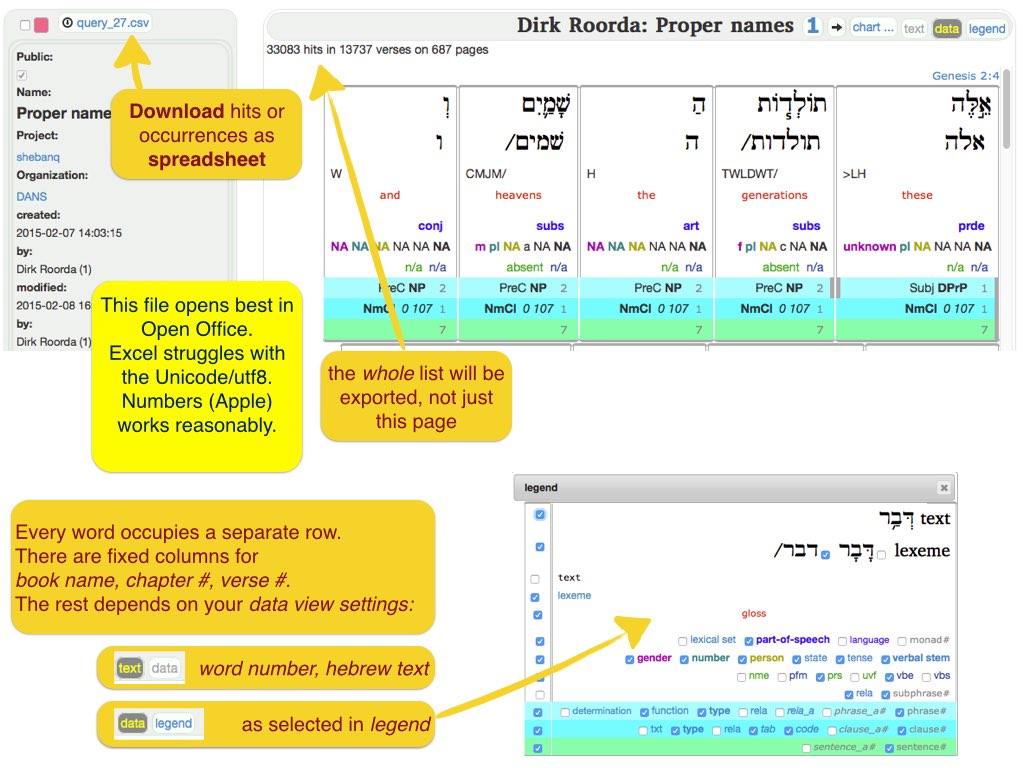 query_27.csv
Public:
Name:
Proper name
Project:
shebanq
Organization:
DANS
created:
2015-02-07 14:03:15
by:
Dirk Roorda (1)
modified:
2015-02-08 16
by:
Dirk Roorda (1)
Download hits or
occurrences as
spreadsheet
This file opens best in
Open Office.
Excel struggles with
the Unicode/utf8.
Numbers (Apple)
works reasonably.
Dirk Roorda: Proper names 1 → chart ... text data legend
33083 hits in 13737 verses on 687 pages
Genesis 2:4
וְ שָּׁמַ֛יִם הַ תוֹלְד֧וֹת אֵ֣לֶּה
ו שׁמים/ ה תולדות/ אלה
W CMJM/ H TWLDWT/ >LH
and heavens the generations these
conj subs art subs prde
NA NA NA NA NA NA m pl NA a NA NA NA NA NA NA NA NA f pl NA c NA NA unknown pl NA NA NA NA
n/a n/a absent n/a n/a n/a absent n/a n/a n/a
PreC NP 2 PreC NP 2 PreC NP 2 PreC NP 2 Subj DPrP 1
NmCl 0 107 1 NmCl 0 107 1 NmCl 0 107 1 NmCl 0 107 1 NmCl 0 107 1
7 7 7 7 7
the whole list will be
exported, not just
this page
Every word occupies a separate row.
There are fixed columns for
book name, chapter #, verse #.
The rest depends on your data view settings:
text data word number, hebrew text
data legend as selected in legend
legend
דְּבַ֥ר text
דבר/ דָּבָר lexeme
text
lexeme
gloss
lexical set part-of-speech language monad#
gender number person state tense verbal stem
nme pfm prs uvf vbe vbs
rela subphrase#
determination function type rela rela_a phrase_a# phrase#
txt type rela tab code clause_a# clause#
sentence_a# sentence#